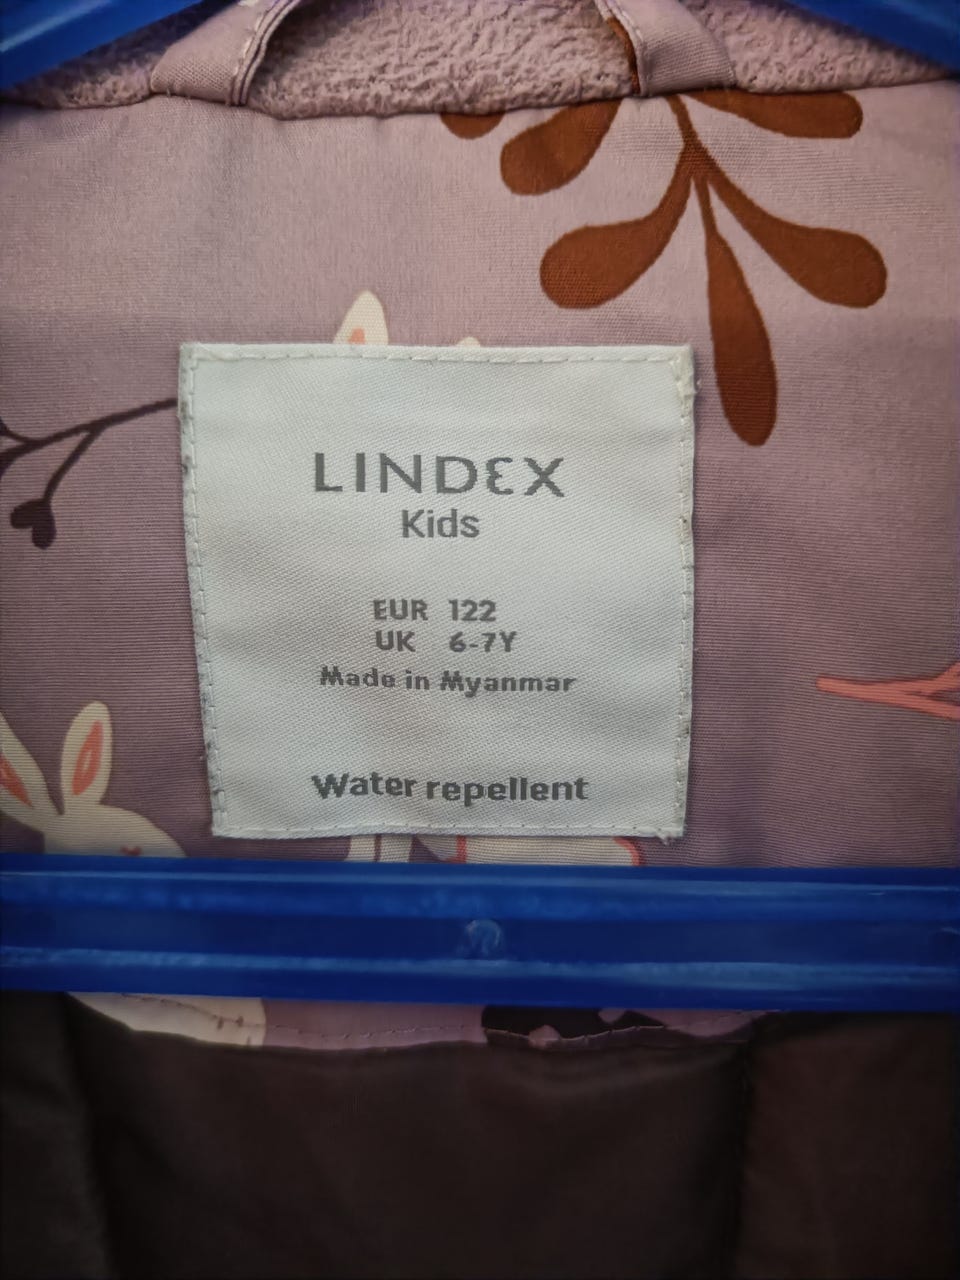 LINDEX
Kids
EUR 122
UK 6-7Y
Made in Myanmar
Water repellent